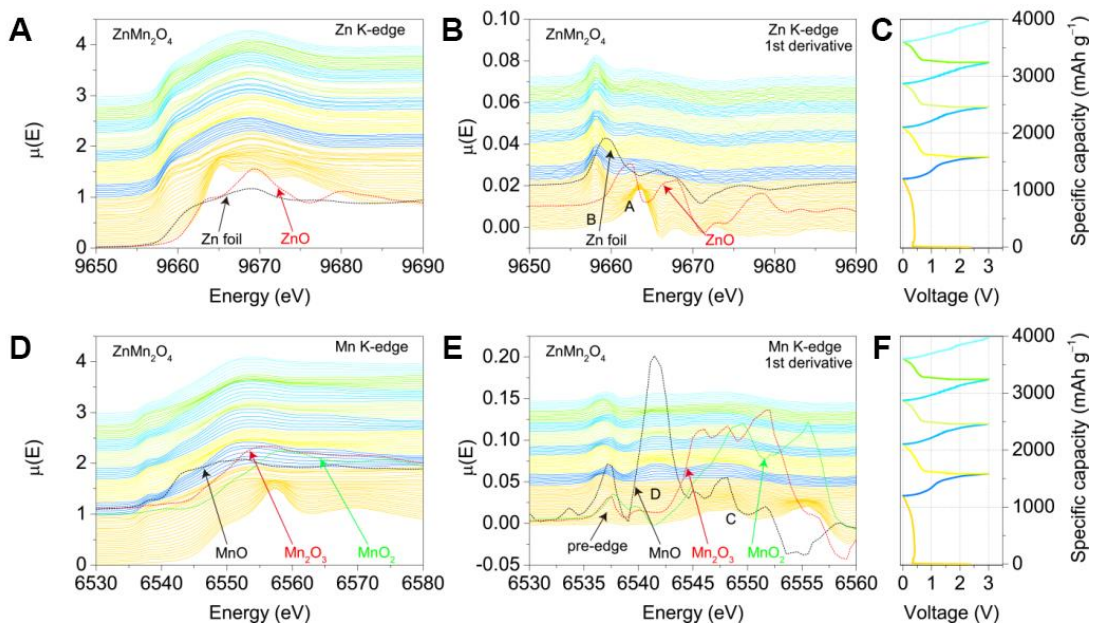 A
ZnMn2O4
Zn K-edge
4
3
2
1
0
μ(E)
Zn foil
ZnO
9650
9660
9670
9680
9690
Energy (eV)
B
ZnMn2O4
Zn K-edge
1st derivative
0.10
0.08
0.06
0.04
0.02
0.00
μ(E)
B
A
Zn foil
ZnO
9650
9660
9670
9680
9690
Energy (eV)
C
4000
3000
2000
1000
0
Specific capacity (mAh g−1)
0
1
2
3
Voltage (V)
D
ZnMn2O4
Mn K-edge
4
3
2
1
0
μ(E)
MnO
Mn2O3
MnO2
6530
6540
6550
6560
6570
6580
Energy (eV)
E
ZnMn2O4
Mn K-edge
1st derivative
0.20
0.15
0.10
0.05
0.00
-0.05
μ(E)
D
C
pre-edge
MnO
Mn2O3
MnO2
6530
6535
6540
6545
6550
6555
6560
Energy (eV)
F
4000
3000
2000
1000
0
Specific capacity (mAh g−1)
0
1
2
3
Voltage (V)